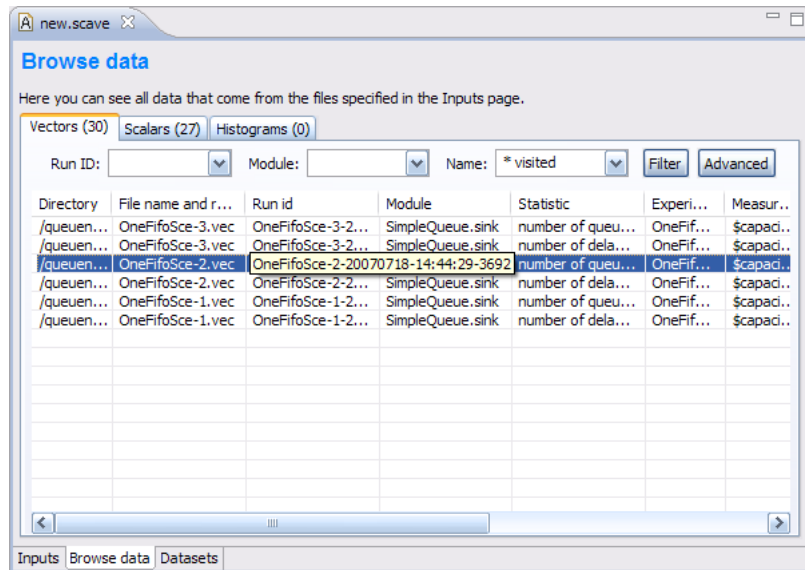 new.scave
Browse data
Here you can see all data that come from the files specified in the Inputs page.
Vectors (30) Scalars (27) Histograms (0)
Run ID: Module: Name: * visited Filter Advanced
Directory File name and r... Run id Module Statistic Experi... Measur..
/queuen... OneFifoSce-3.vec OneFifoSce-3-2... SimpleQueue.sink number of queu... OneFif... $capaci..
/queuen... OneFifoSce-3.vec OneFifoSce-3-2... SimpleQueue.sink number of dela... OneFif... $capaci..
/queuen... OneFifoSce-2.vec OneFifoSce-2-20070718-14:44:29-3692 number of queu... OneFif... $capaci..
/queuen... OneFifoSce-2.vec OneFifoSce-2-2... SimpleQueue.sink number of dela... OneFif... $capaci..
/queuen... OneFifoSce-1.vec OneFifoSce-1-2... SimpleQueue.sink number of queu... OneFif... $capaci..
/queuen... OneFifoSce-1.vec OneFifoSce-1-2... SimpleQueue.sink number of dela... OneFif... $capaci..
Inputs Browse data Datasets